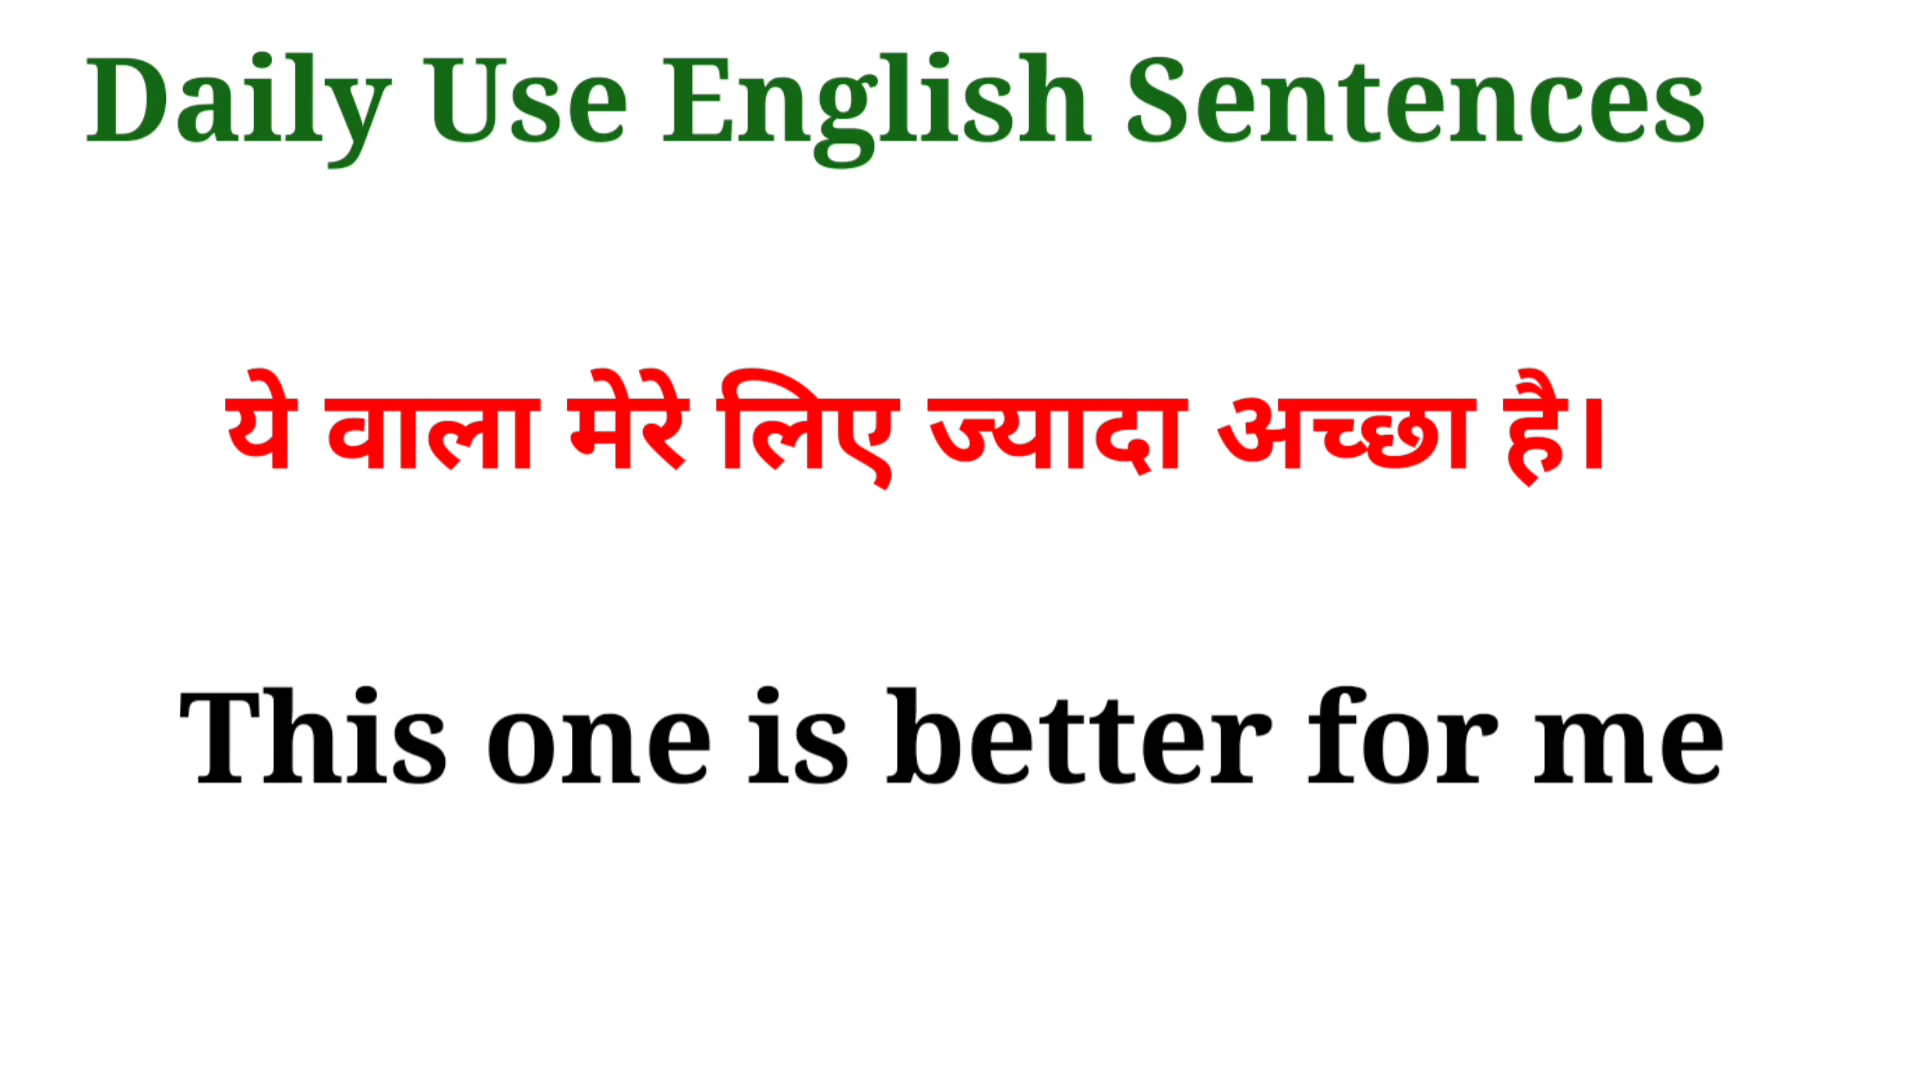 Daily Use English Sentences
ये वाला मेरे लिए ज्यादा अच्छा है।
This one is better for me